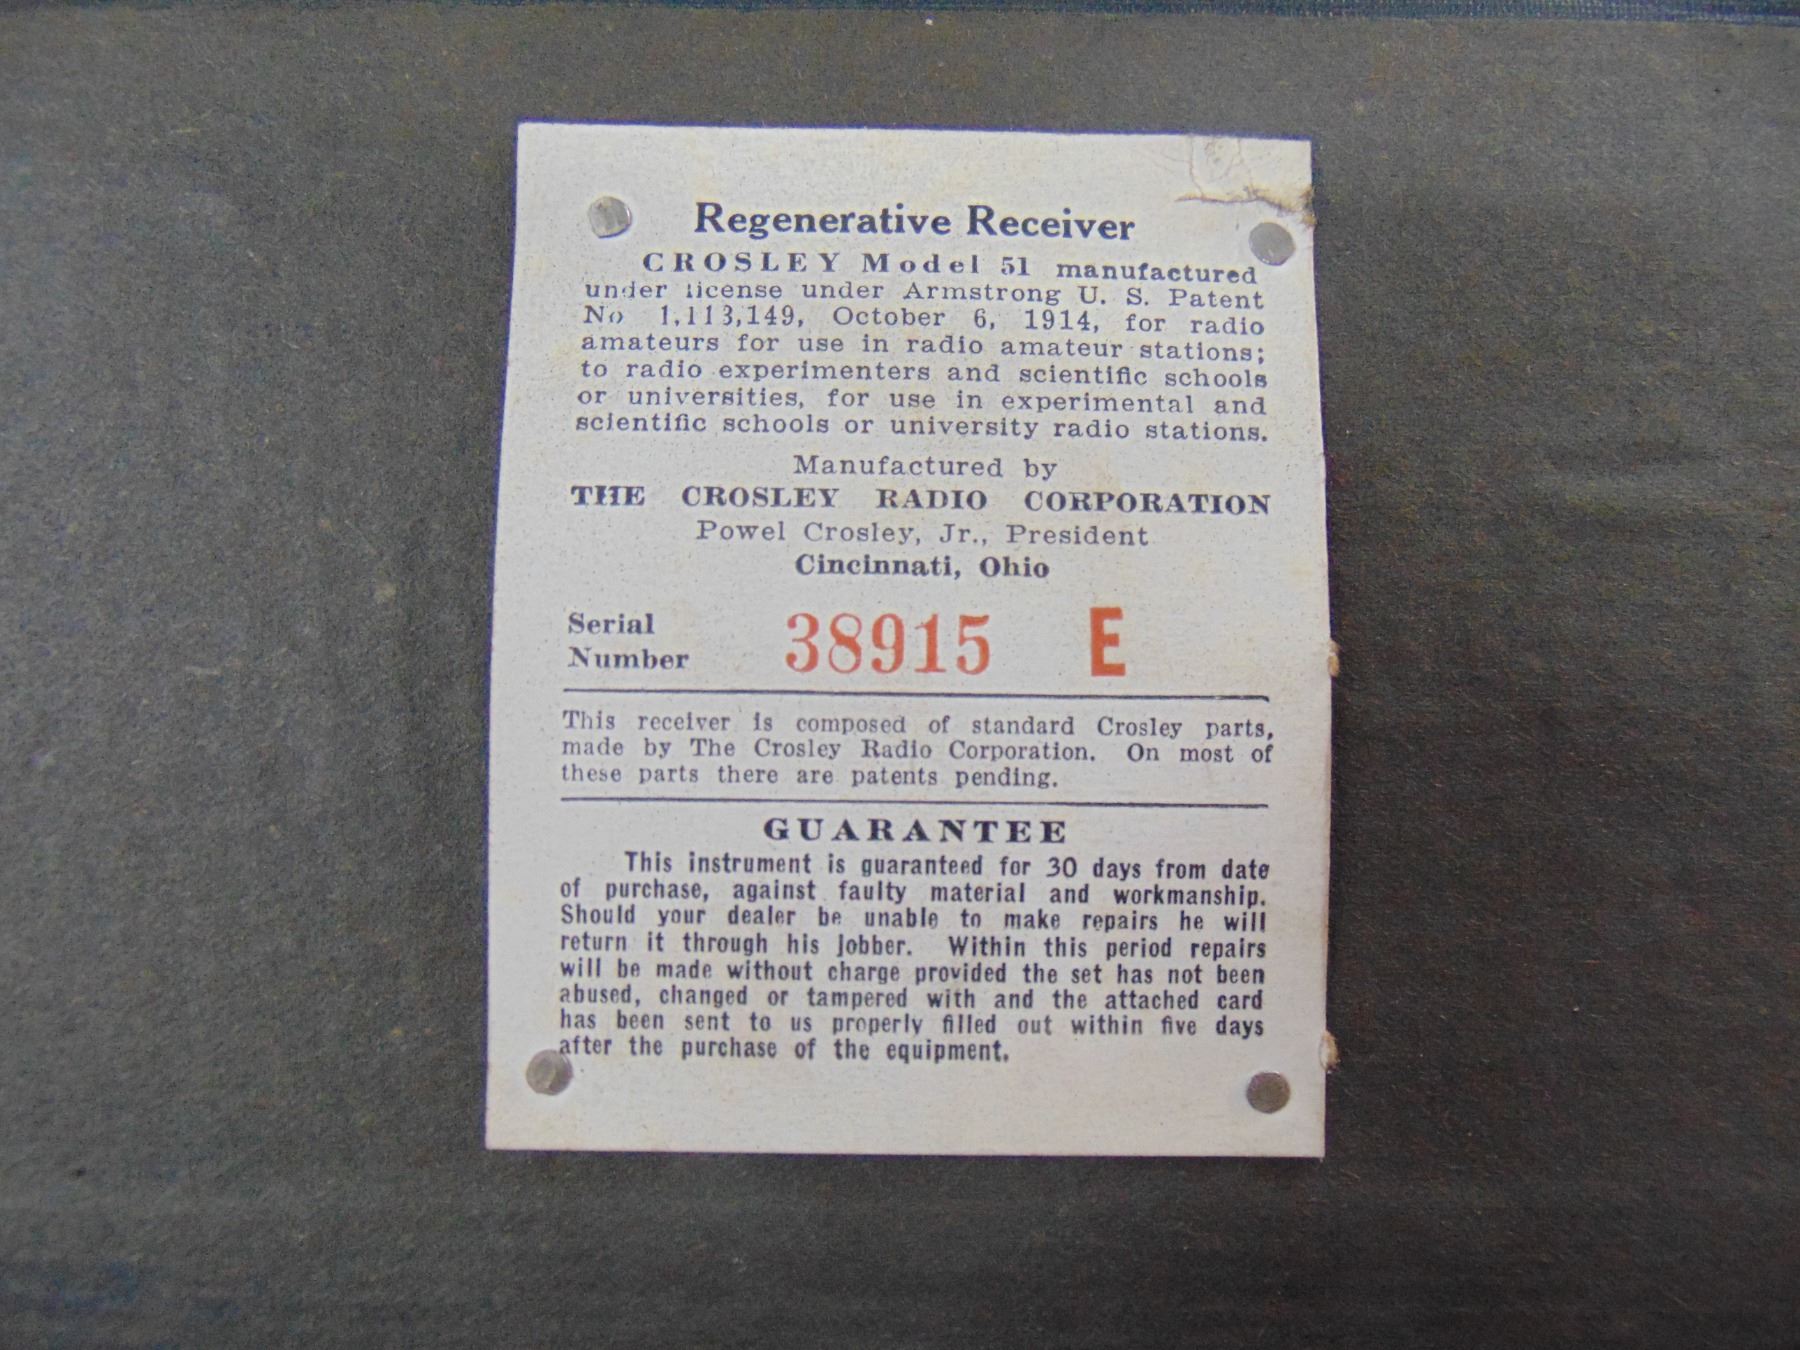 Regenerative Receiver
CROSLEY Model 51 manufactured
under license under Armstrong U. S. Patent
No 1,113,149, October 6, 1914, for radio
amateurs for use in radio amateur stations;
to radio experimenters and scientific schools
or universities, for use in experimental and
scientific schools or university radio stations.
Manufactured by
THE CROSLEY RADIO CORPORATION
Powel Crosley, Jr., President
Cincinnati, Ohio
Serial
Number 38915 E
This receiver is composed of standard Crosley parts,
made by The Crosley Radio Corporation. On most of
these parts there are patents pending.
GUARANTEE
This instrument is guaranteed for 30 days from date
of purchase, against faulty material and workmanship.
Should your dealer be unable to make repairs he will
return it through his jobber. Within this period repairs
will be made without charge provided the set has not been
abused, changed or tampered with and the attached card
has been sent to us properly filled out within five days
after the purchase of the equipment.